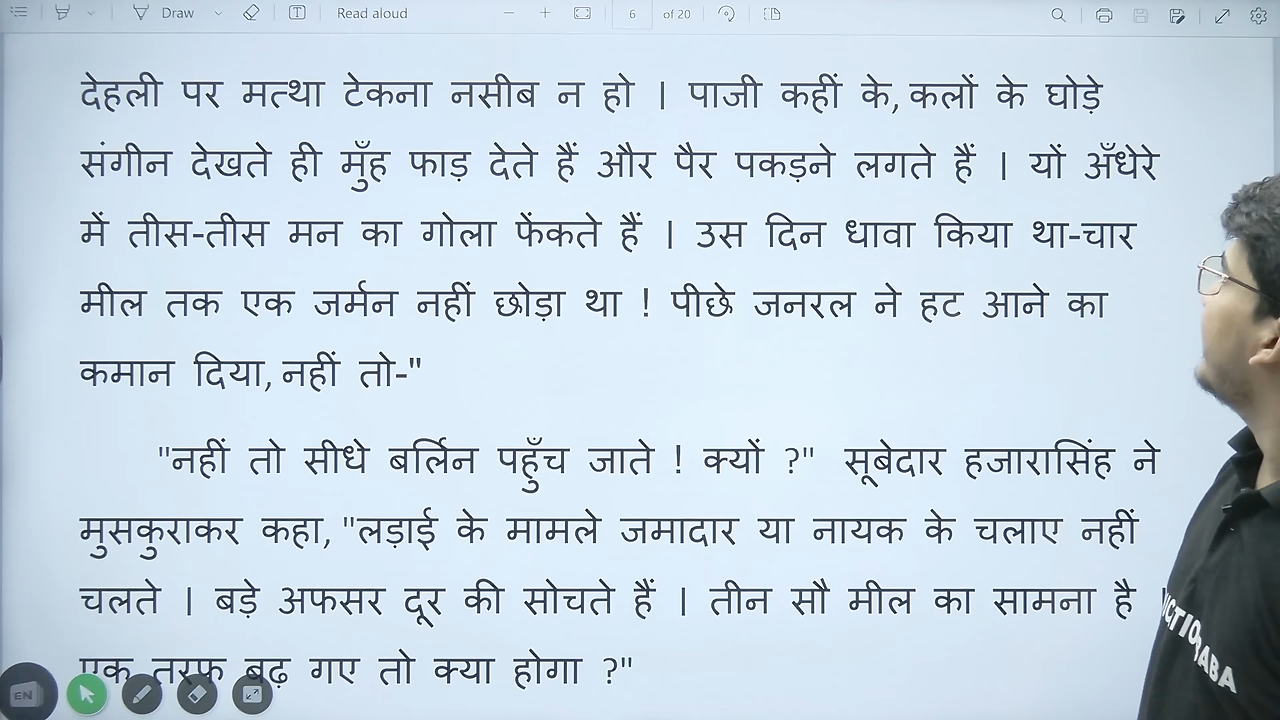 Draw
Read aloud
6
of 20
देहली पर मत्था टेकना नसीब न हो । पाजी कहीं के, कलों के घोड़े
संगीन देखते ही मुँह फाड़ देते हैं और पैर पकड़ने लगते हैं । यों अँधेरे
में तीस-तीस मन का गोला फेंकते हैं । उस दिन धावा किया था-चार
मील तक एक जर्मन नहीं छोड़ा था ! पीछे जनरल ने हट आने का
कमान दिया, नहीं तो-"
"नहीं तो सीधे बर्लिन पहुँच जाते ! क्यों ?" सूबेदार हजारासिंह ने
मुसकुराकर कहा, "लड़ाई के मामले जमादार या नायक के चलाए नहीं
चलते । बड़े अफसर दूर की सोचते हैं । तीन सौ मील का सामना है ।
एक तरफ बढ़ गए तो क्या होगा ?"
EN